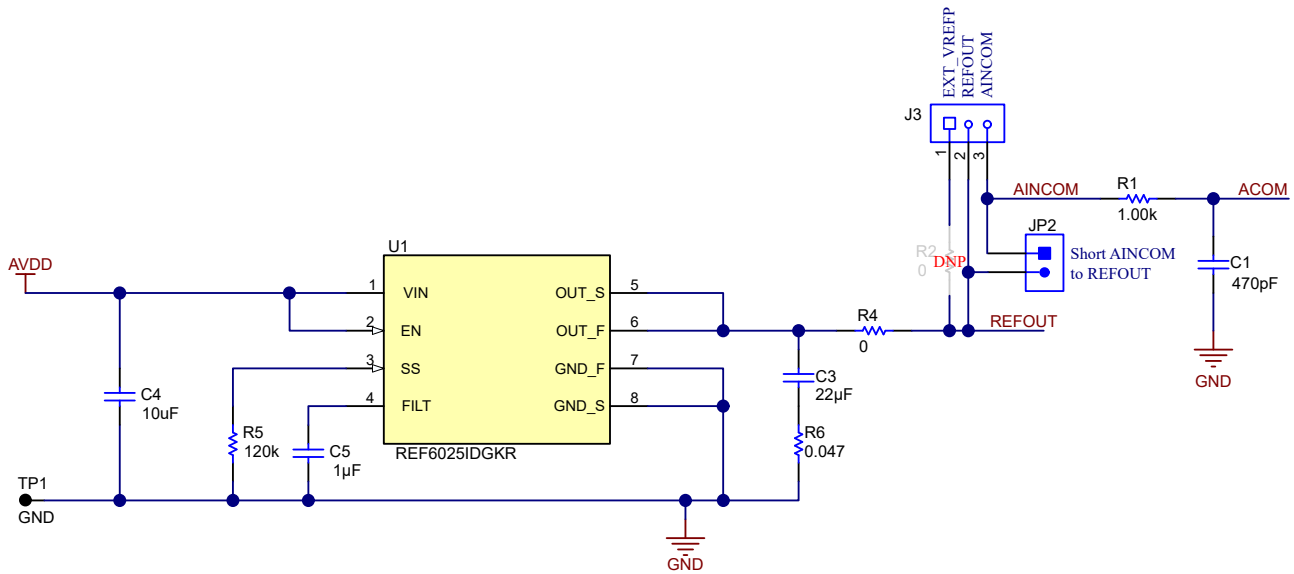 EXT_VREFP
REFOUT
AINCOM
J3
1
2
3
AINCOM
R1
1.00k
ACOM
JP2
Short AINCOM
to REFOUT
C1
470pF
GND
R2
0
DNP
REFOUT
R4
0
AVDD
U1
1
VIN
2
EN
3
SS
4
FILT
OUT_S
5
OUT_F
6
GND_F
7
GND_S
8
REF6025IDGKR
C4
10uF
R5
120k
C5
1µF
C3
22µF
R6
0.047
TP1
GND
GND